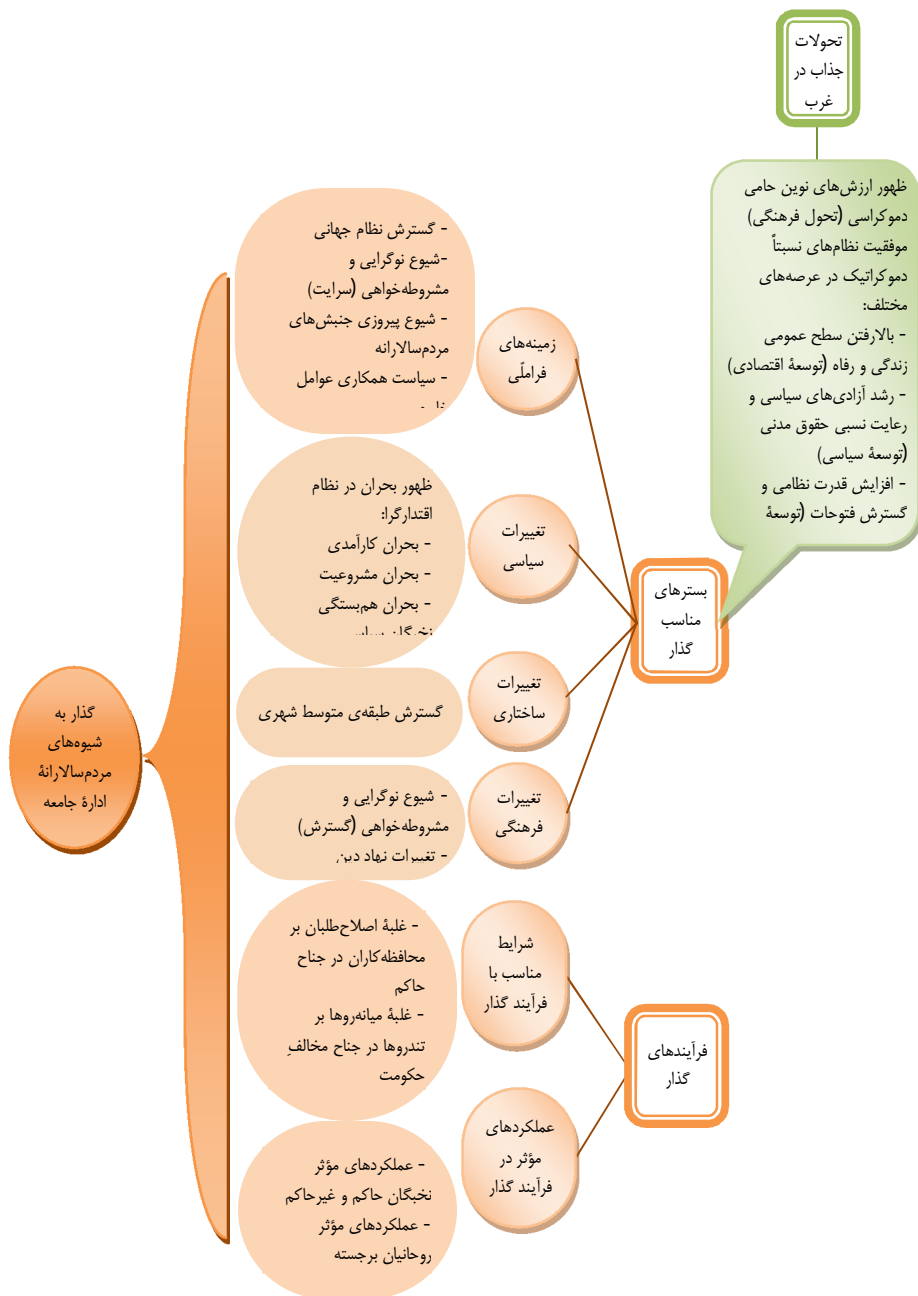 تحولات
جذاب در
غرب
ظهور ارزش‌های نوین حامی
دموکراسی (تحول فرهنگی)
موفقیت نظام‌های نسبتاً
دموکراتیک در عرصه‌های
مختلف:
- بالارفتن سطح عمومی
زندگی و رفاه (توسعهٔ اقتصادی)
- رشد آزادی‌های سیاسی و
رعایت نسبی حقوق مدنی
(توسعهٔ سیاسی)
- افزایش قدرت نظامی و
گسترش فتوحات (توسعهٔ
بسترهای
مناسب
گذار
زمینه‌های
فراملّی
- گسترش نظام جهانی
-شیوع نوگرایی و
مشروطه‌خواهی (سرایت)
- شیوع پیروزی جنبش‌های
مردم‌سالارانه
- سیاست همکاری عوامل
تغییرات
سیاسی
ظهور بحران در نظام
اقتدارگرا:
- بحران کارآمدی
- بحران مشروعیت
- بحران هم‌بستگی
تغییرات
ساختاری
گسترش طبقه‌ی متوسط شهری
تغییرات
فرهنگی
- شیوع نوگرایی و
مشروطه‌خواهی (گسترش)
- تغییرات نهاد دین
فرآیندهای
گذار
شرایط
مناسب با
فرآیند گذار
- غلبهٔ اصلاح‌طلبان بر
محافظه‌کاران در جناح
حاکم
- غلبهٔ میانه‌روها بر
تندروها در جناح مخالفِ
حکومت
عملکردهای
مؤثر در
فرآیند گذار
- عملکردهای مؤثر
نخبگان حاکم و غیرحاکم
- عملکردهای مؤثر
روحانیان برجسته
گذار به
شیوه‌های
مردم‌سالارانهٔ
ادارهٔ جامعه